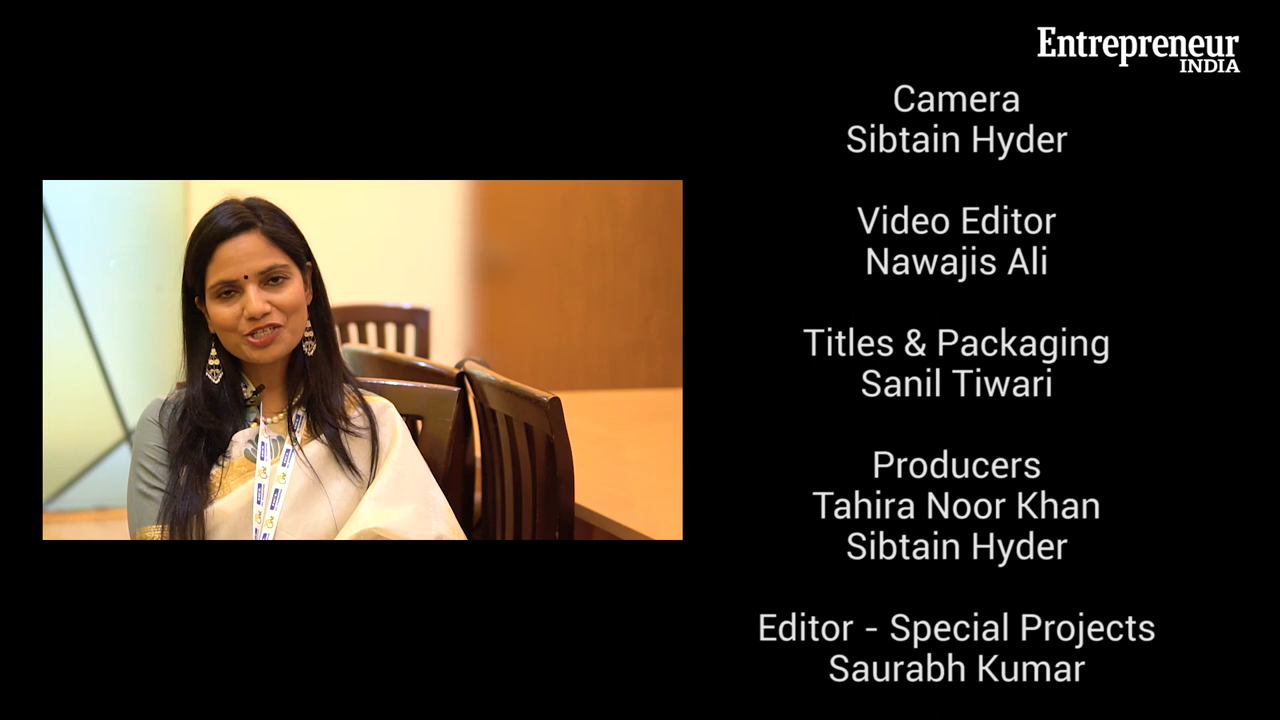 Entrepreneur
INDIA
Camera
Sibtain Hyder
Video Editor
Nawajis Ali
Titles & Packaging
Sanil Tiwari
Producers
Tahira Noor Khan
Sibtain Hyder
Editor - Special Projects
Saurabh Kumar